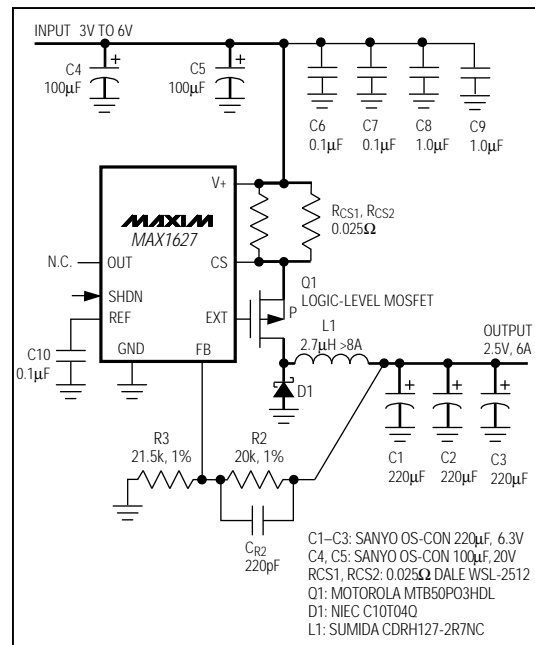 INPUT 3V TO 6V
C4
100µF
+
C5
100µF
+
C6
0.1µF
C7
0.1µF
C8
1.0µF
C9
1.0µF
V+
RCS1, RCS2
0.025Ω
MAXIM
MAX1627
N.C.
OUT
CS
SHDN
REF
EXT
GND
FB
Q1
LOGIC-LEVEL MOSFET
P
L1
2.7µH >8A
OUTPUT
2.5V, 6A
C10
0.1µF
D1
+
+
+
C1
220µF
C2
220µF
C3
220µF
R3
21.5k, 1%
R2
20k, 1%
CR2
220pF
C1–C3: SANYO OS-CON 220µF, 6.3V
C4, C5: SANYO OS-CON 100µF, 20V
RCS1, RCS2: 0.025Ω DALE WSL-2512
Q1: MOTOROLA MTB50PO3HDL
D1: NIEC C10T04Q
L1: SUMIDA CDRH127-2R7NC